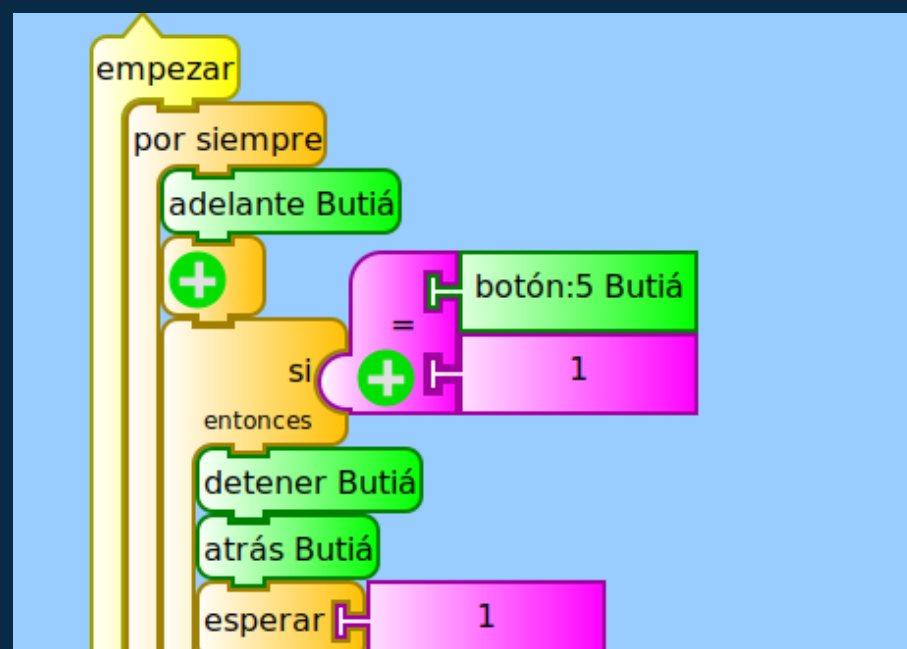 empezar
por siempre
adelante Butiá
botón:5 Butiá
=
si
1
entonces
detener Butiá
atrás Butiá
esperar 1